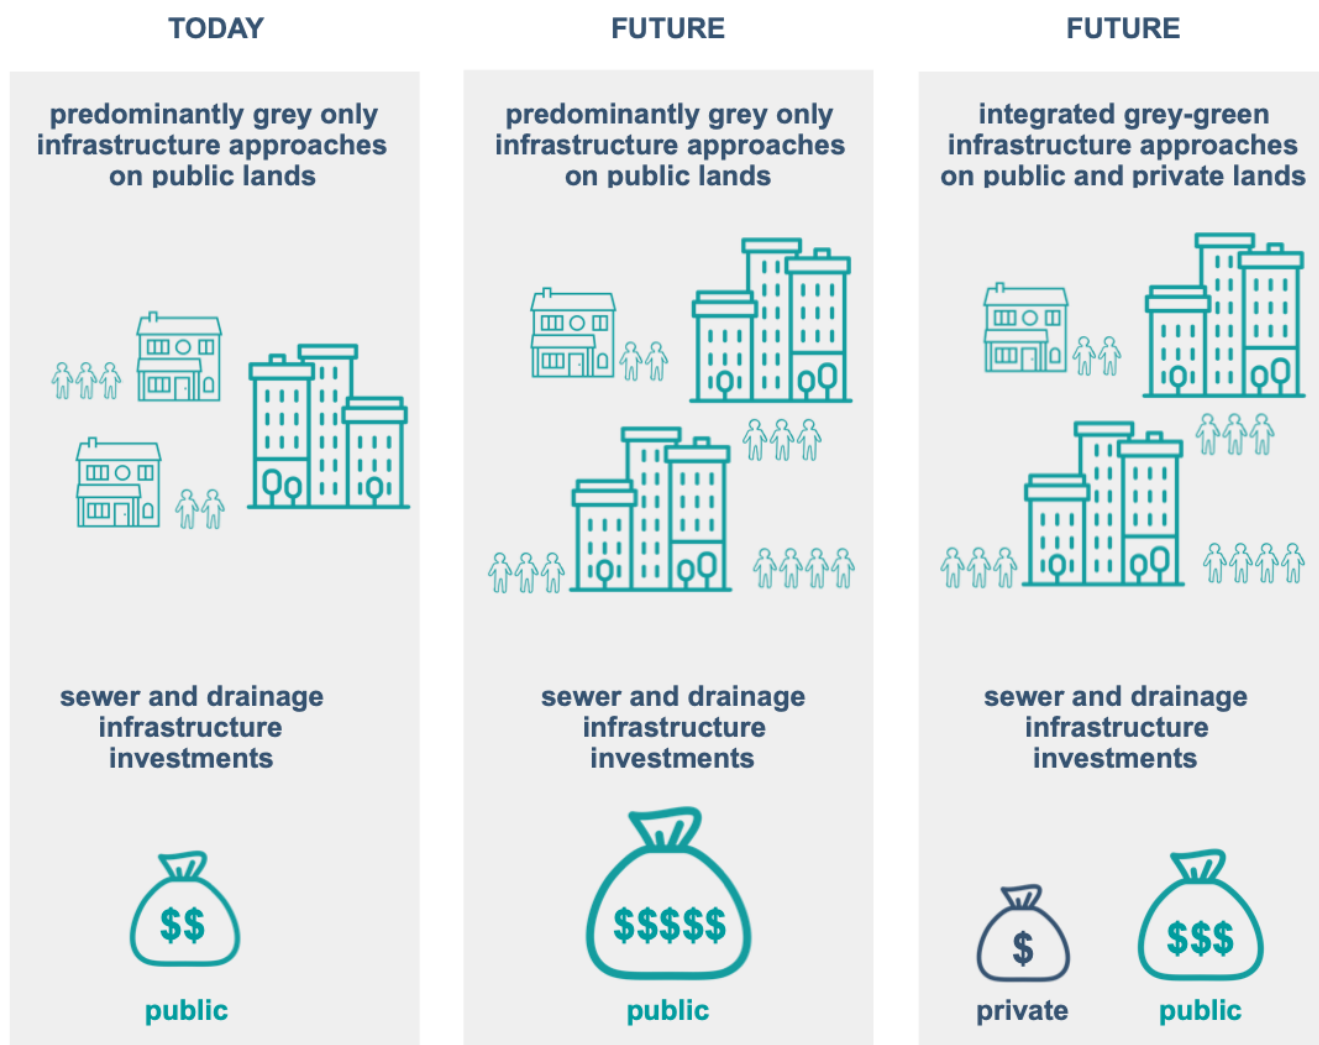 TODAY
predominantly grey only
infrastructure approaches
on public lands
sewer and drainage
infrastructure
investments
$$
public
FUTURE
predominantly grey only
infrastructure approaches
on public lands
sewer and drainage
infrastructure
investments
$$$$$
public
FUTURE
integrated grey-green
infrastructure approaches
on public and private lands
sewer and drainage
infrastructure
investments
$
private
$$$
public